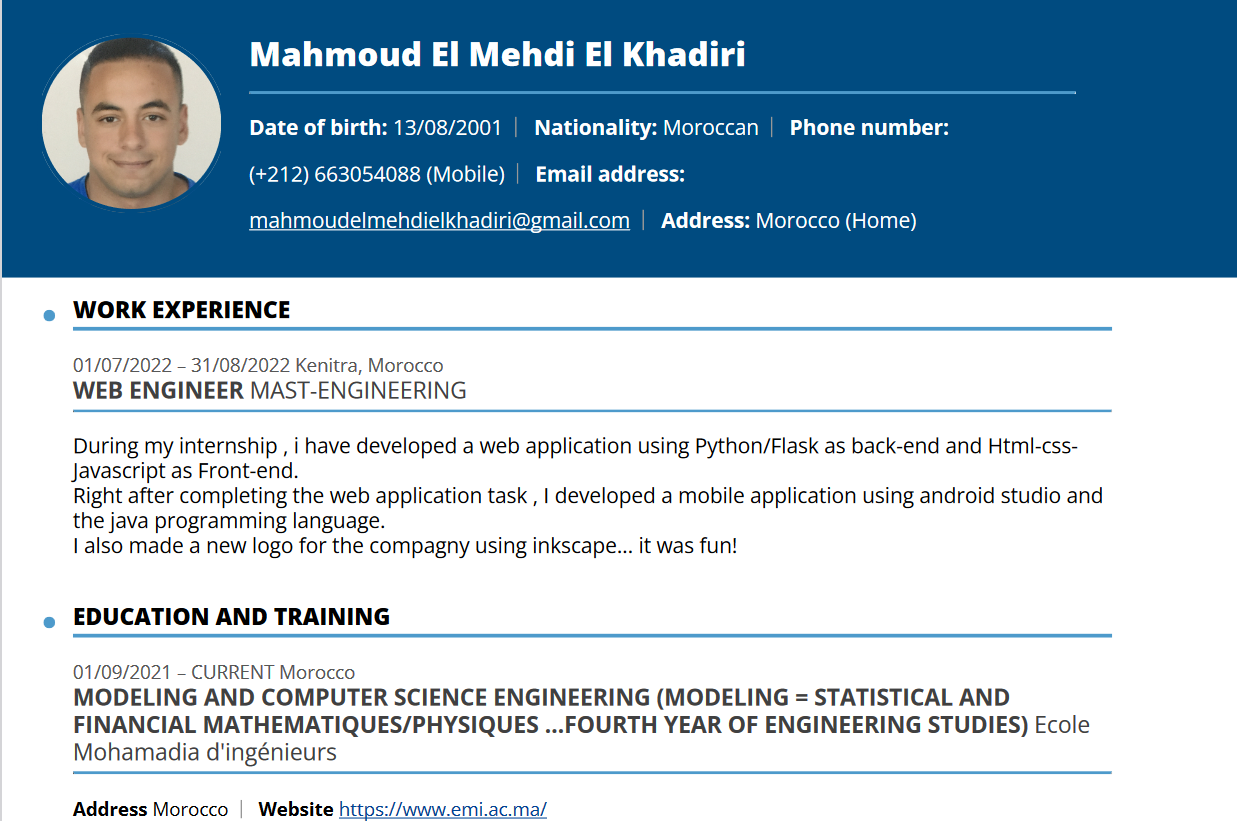 Mahmoud El Mehdi El Khadiri
Date of birth: 13/08/2001 | Nationality: Moroccan | Phone number:
(+212) 663054088 (Mobile) | Email address:
mahmoudelmehdielkhadiri@gmail.com | Address: Morocco (Home)
WORK EXPERIENCE
01/07/2022 – 31/08/2022 Kenitra, Morocco
WEB ENGINEER MAST-ENGINEERING
During my internship , i have developed a web application using Python/Flask as back-end and Html-css-
Javascript as Front-end.
Right after completing the web application task , I developed a mobile application using android studio and
the java programming language.
I also made a new logo for the compagny using inkscape... it was fun!
EDUCATION AND TRAINING
01/09/2021 – CURRENT Morocco
MODELING AND COMPUTER SCIENCE ENGINEERING (MODELING = STATISTICAL AND
FINANCIAL MATHEMATIQUES/PHYSIQUES ...FOURTH YEAR OF ENGINEERING STUDIES) Ecole
Mohamadia d'ingénieurs
Address Morocco | Website https://www.emi.ac.ma/